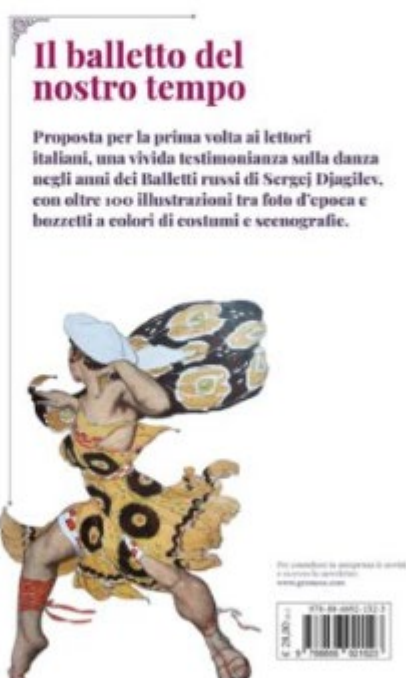 Il balletto del
nostro tempo
Proposta per la prima volta ai lettori
italiani, una vivida testimonianza sulla danza
negli anni dei Balletti russi di Sergej Djagilev,
con oltre 100 illustrazioni tra foto d'epoca e
bozzetti a colori di costumi e scenografie.
€ 28,00